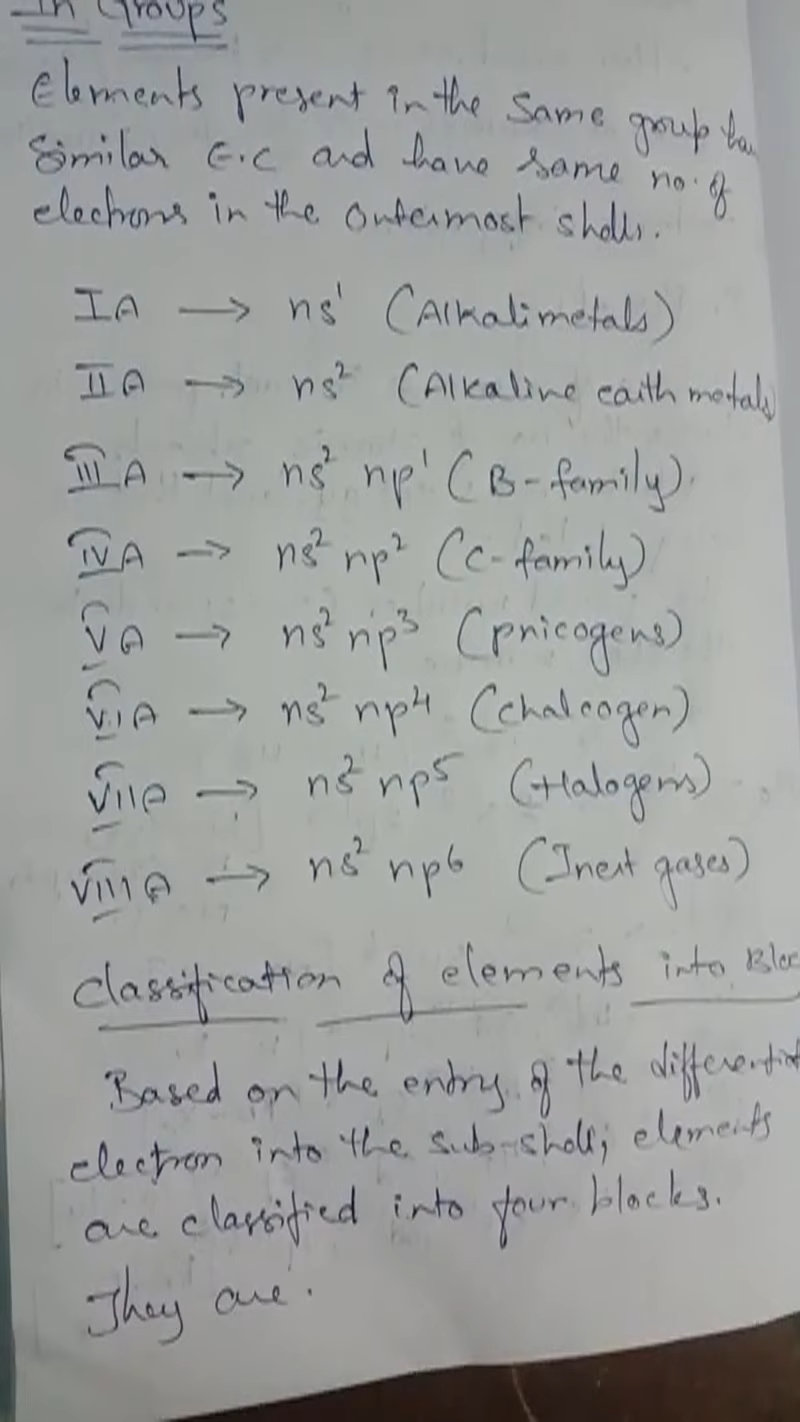 In Groups
Elements present in the same group ha
similar E.C and have same no. of
electrons in the outermost shells.
IA → ns¹ (Alkalimetals)
IIA → ns² (Alkaline earth metals)
IIIA → ns² np¹ (B-family).
IVA → ns² np² (C-family)
VA → ns² np³ (pnicogens)
VIA → ns² np⁴ (chalcogen)
VIIA → ns² np⁵ (Halogens)
VIIIA → ns² np⁶ (Inert gases)
Classification of elements into Bloc
Based on the entry of the differentiat
electron into the sub-shell; elements
are classified into four blocks.
They are.